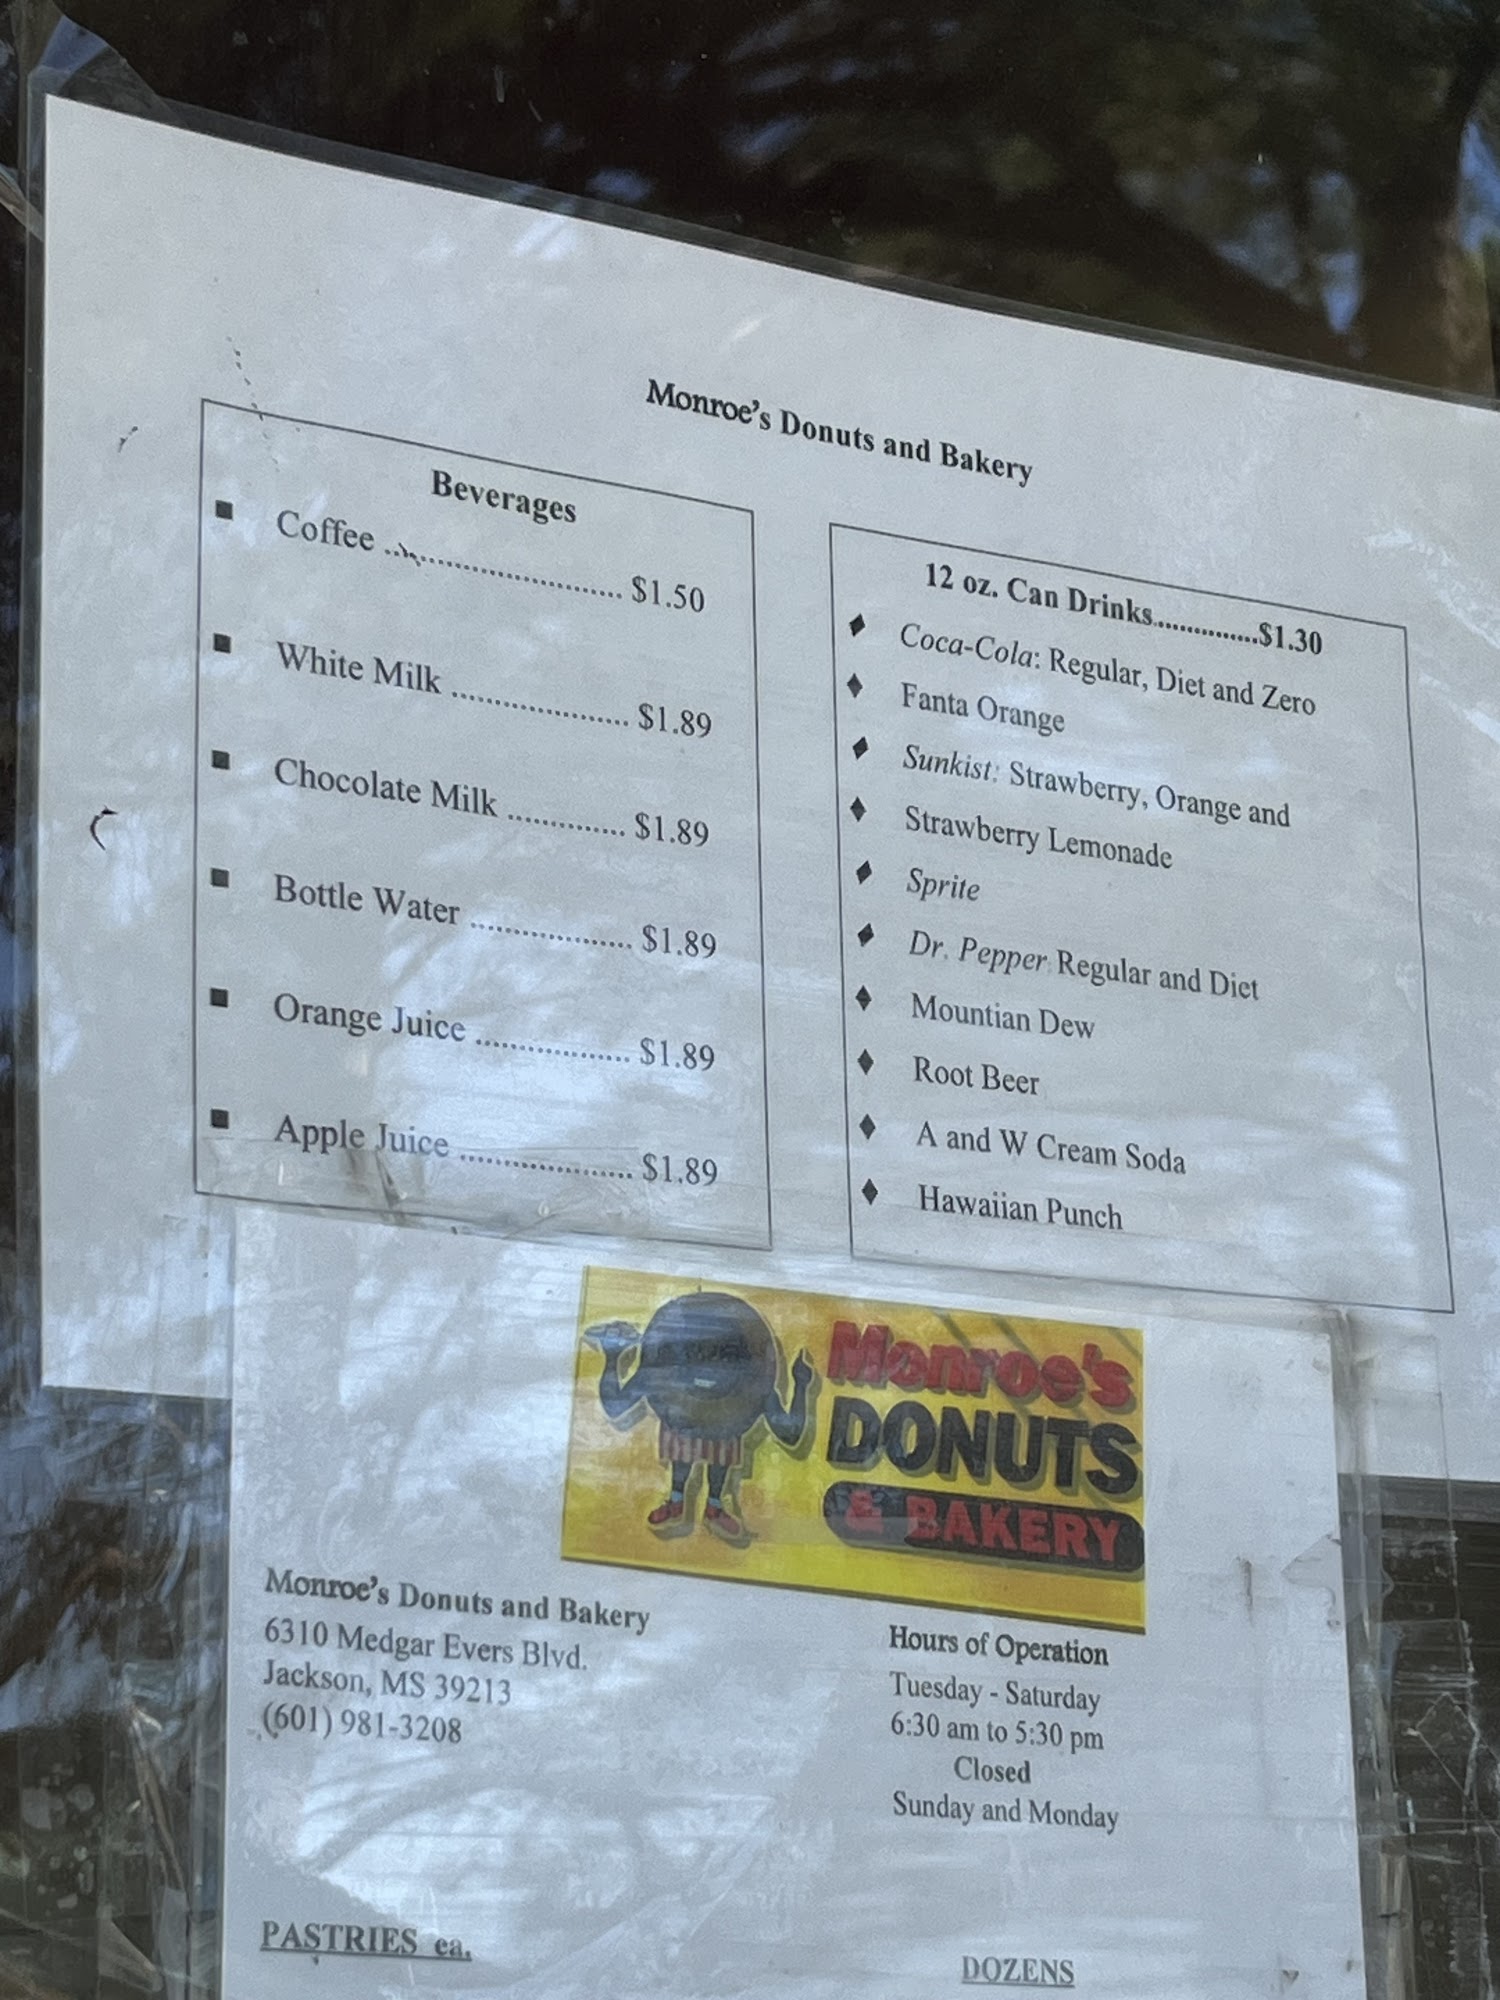 Monroe's Donuts and Bakery
Beverages
▪ Coffee ........................... $1.50
▪ White Milk ..................... $1.89
▪ Chocolate Milk .............. $1.89
▪ Bottle Water ................... $1.89
▪ Orange Juice .................. $1.89
▪ Apple Juice .................... $1.89
12 oz. Can Drinks...............$1.30
♦ Coca-Cola: Regular, Diet and Zero
♦ Fanta Orange
♦ Sunkist: Strawberry, Orange and
♦ Strawberry Lemonade
♦ Sprite
♦ Dr. Pepper Regular and Diet
♦ Mountian Dew
♦ Root Beer
♦ A and W Cream Soda
♦ Hawaiian Punch
Monroe's
DONUTS
& BAKERY
Monroe's Donuts and Bakery
6310 Medgar Evers Blvd.
Jackson, MS 39213
(601) 981-3208
Hours of Operation
Tuesday - Saturday
6:30 am to 5:30 pm
Closed
Sunday and Monday
PASTRIES ea.
DOZENS